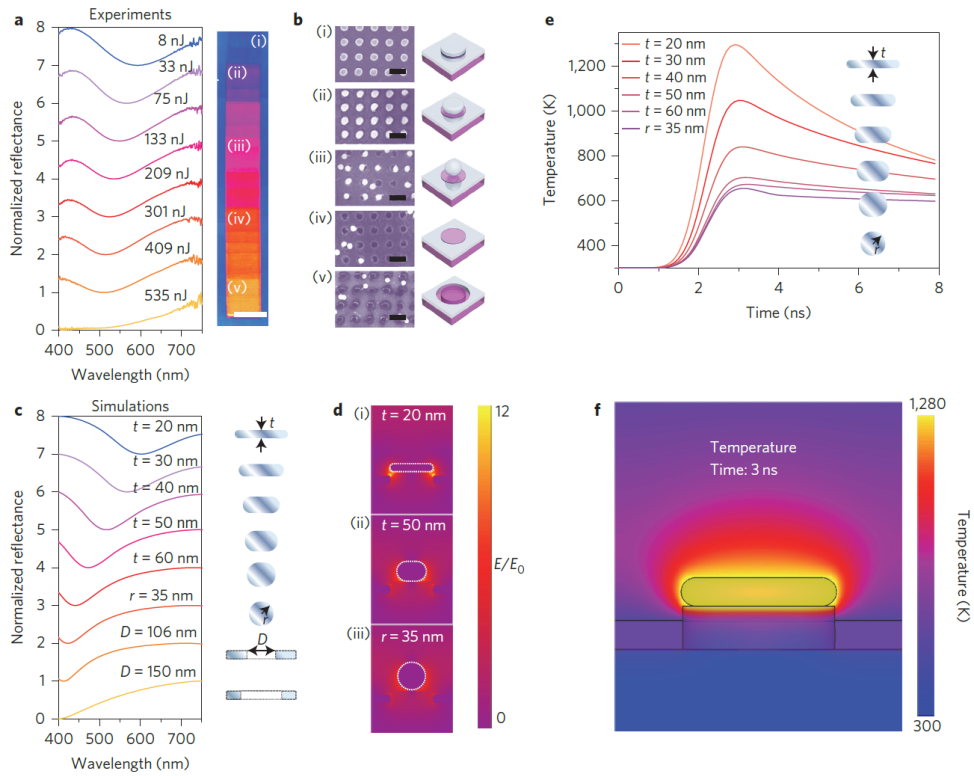 a
Experiments
Normalized reflectance
8
7
6
5
4
3
2
1
0
8 nJ
33 nJ
75 nJ
133 nJ
209 nJ
301 nJ
409 nJ
535 nJ
400 500 600 700
Wavelength (nm)
(i)
(ii)
(iii)
(iv)
(v)
b
(i)
(ii)
(iii)
(iv)
(v)
e
Temperature (K)
1,200
1,000
800
600
400
t = 20 nm
t = 30 nm
t = 40 nm
t = 50 nm
t = 60 nm
r = 35 nm
t
r
0 2 4 6 8
Time (ns)
c
Simulations
Normalized reflectance
8
7
6
5
4
3
2
1
0
t = 20 nm
t = 30 nm
t = 40 nm
t = 50 nm
t = 60 nm
r = 35 nm
D = 106 nm
D = 150 nm
400 500 600 700
Wavelength (nm)
t
r
D
d
(i)
t = 20 nm
(ii)
t = 50 nm
(iii)
r = 35 nm
12
E/E0
0
f
Temperature
Time: 3 ns
1,280
Temperature (K)
300